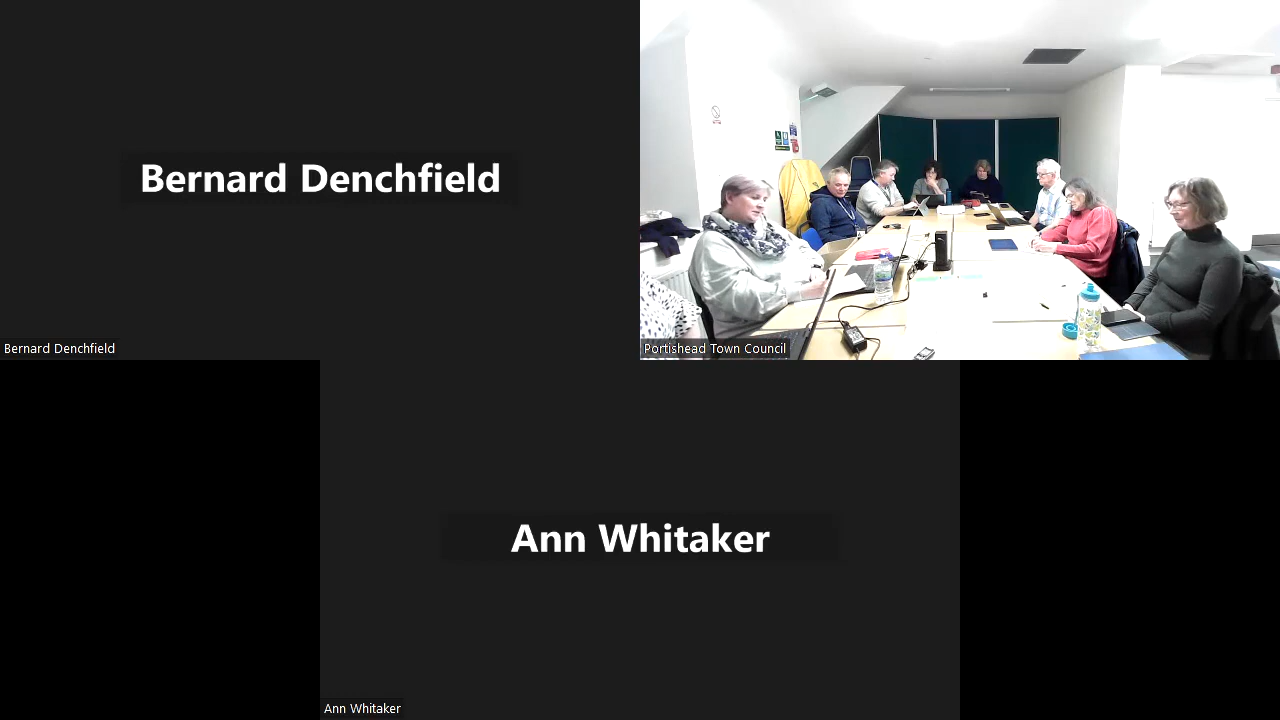 Bernard Denchfield
Bernard Denchfield
Portishead Town Council
Ann Whitaker
Ann Whitaker